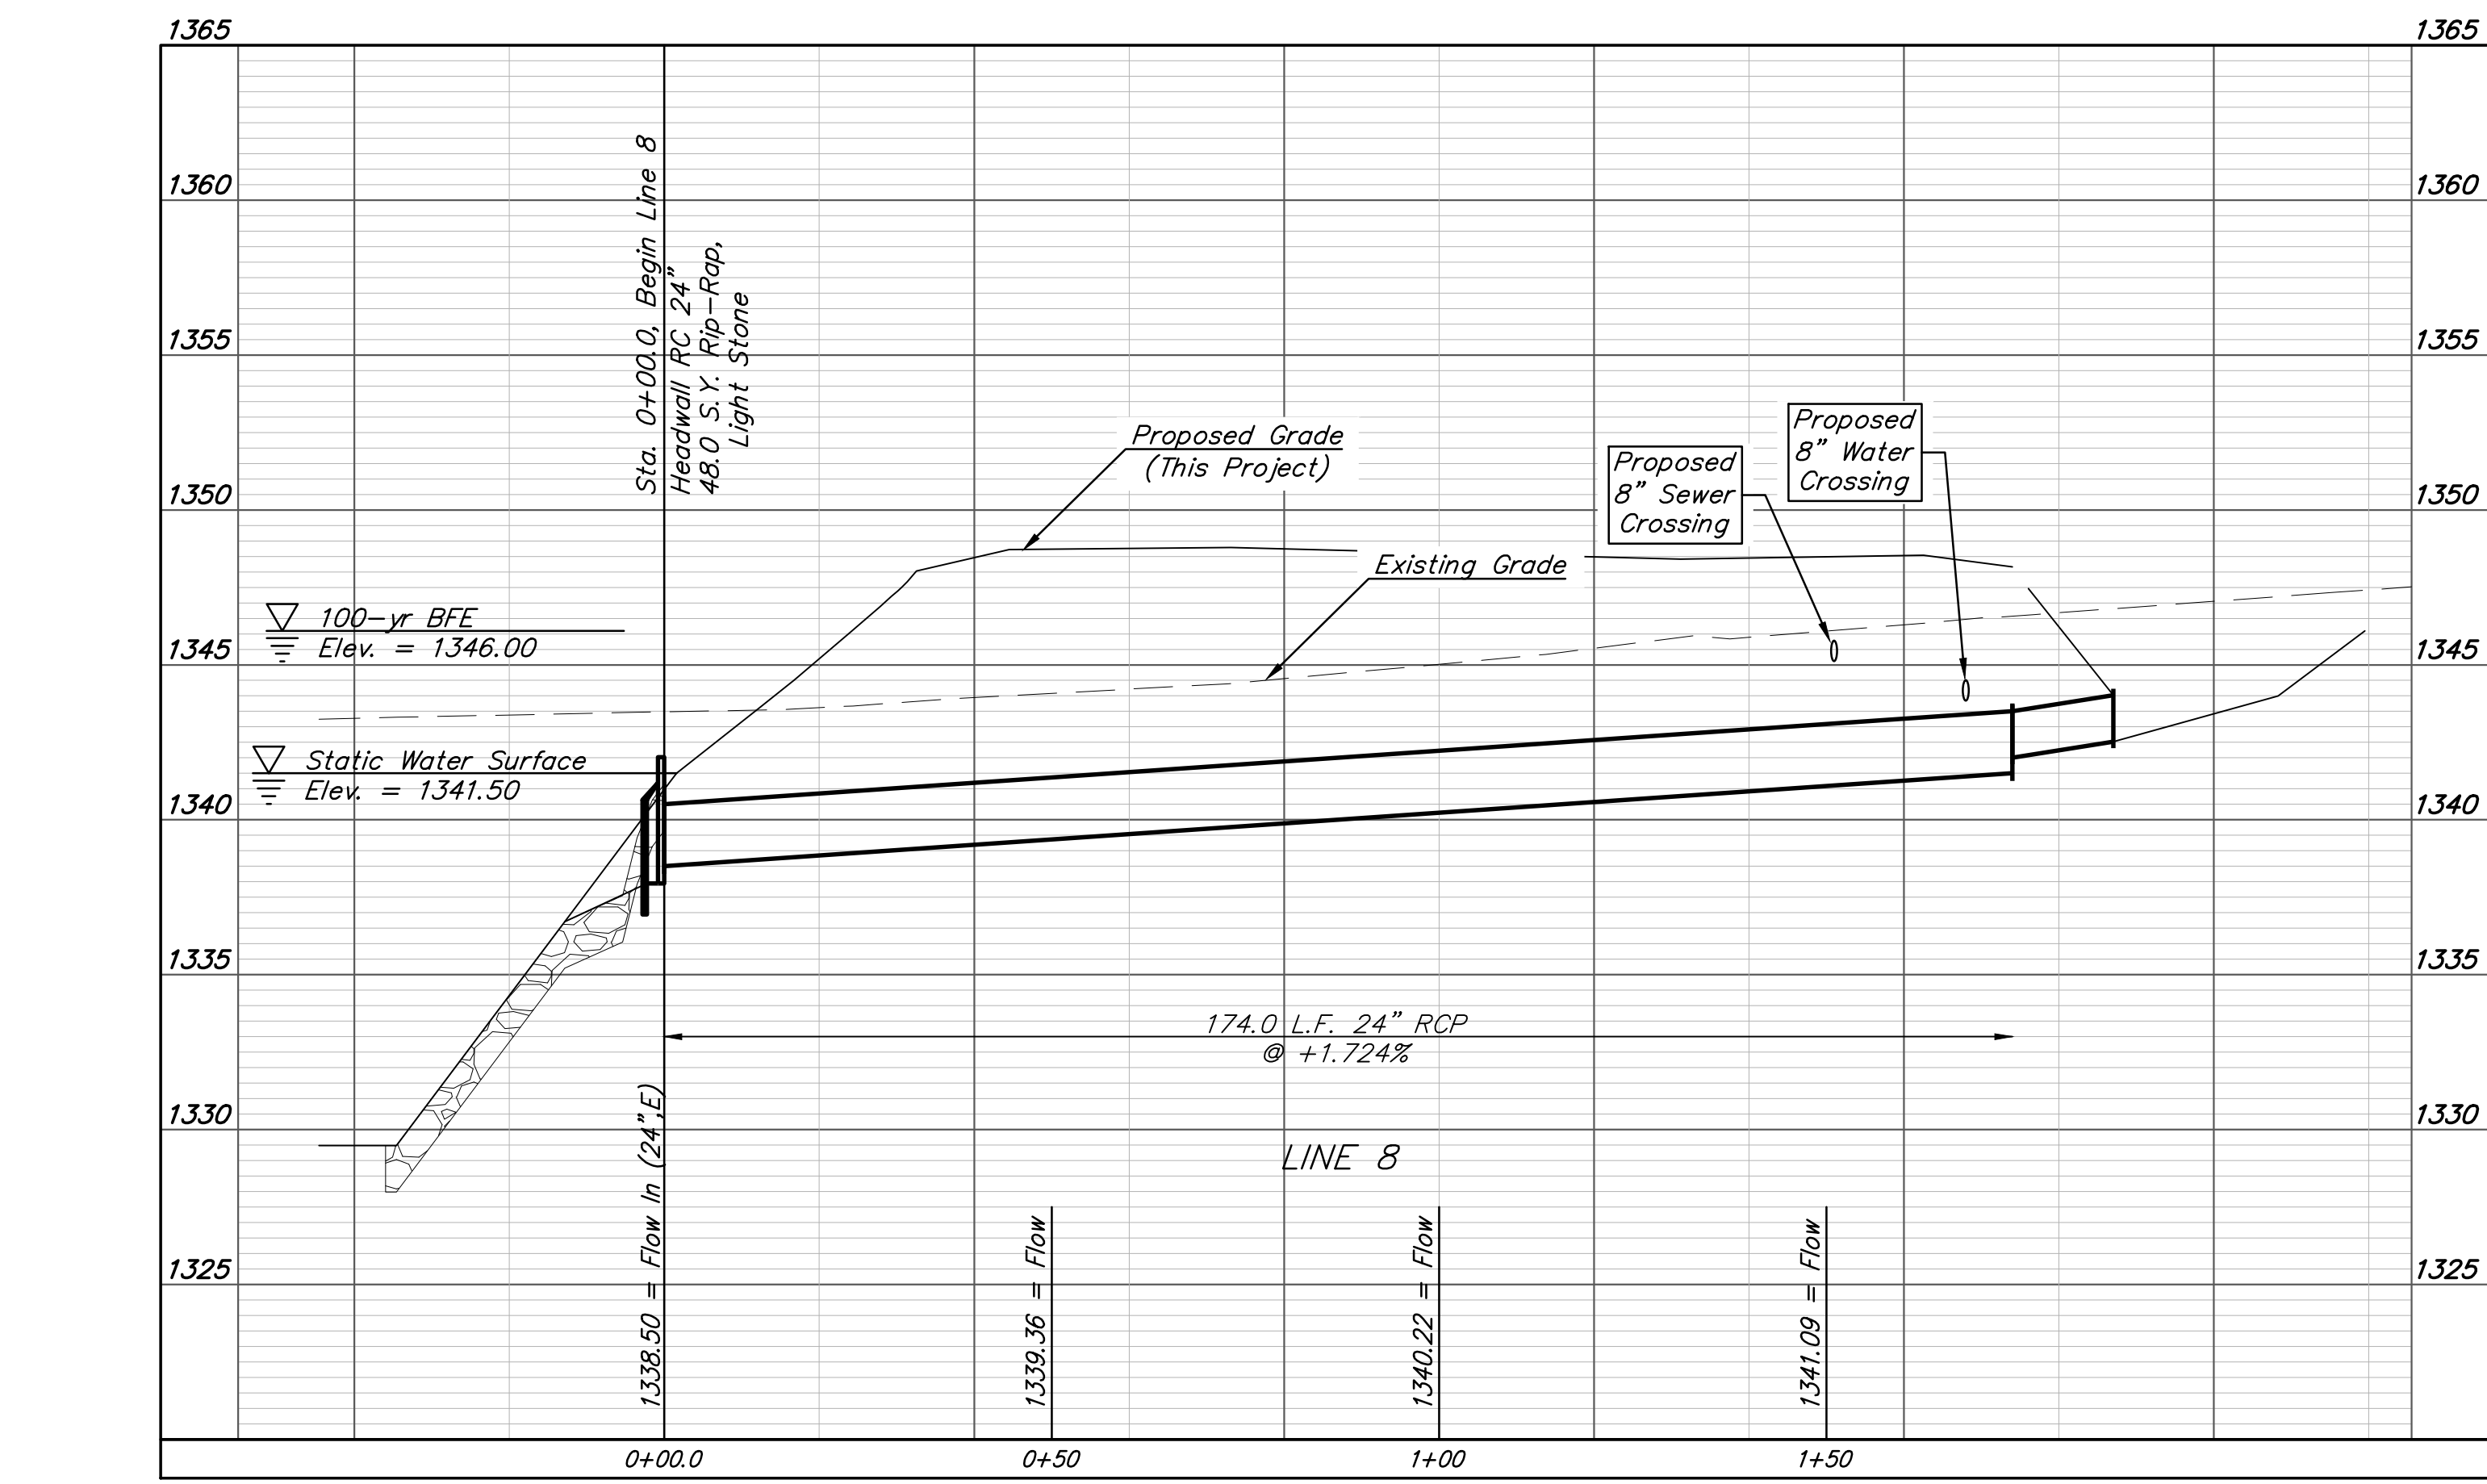 1365
1365
1360
1360
1355
1355
1350
1350
1345
1345
1340
1340
1335
1335
1330
1330
1325
1325
Sta. 0+00.0, Begin Line 8
Headwall RC 24"
48.0 S.Y. Rip-Rap,
Light Stone
Proposed Grade
(This Project)
Existing Grade
Proposed
8" Sewer
Crossing
Proposed
8" Water
Crossing
100-yr BFE
Elev. = 1346.00
Static Water Surface
Elev. = 1341.50
174.0 L.F. 24" RCP
@ +1.724%
LINE 8
1338.50 = Flow In (24",E)
1339.36 = Flow
1340.22 = Flow
1341.09 = Flow
0+00.0
0+50
1+00
1+50